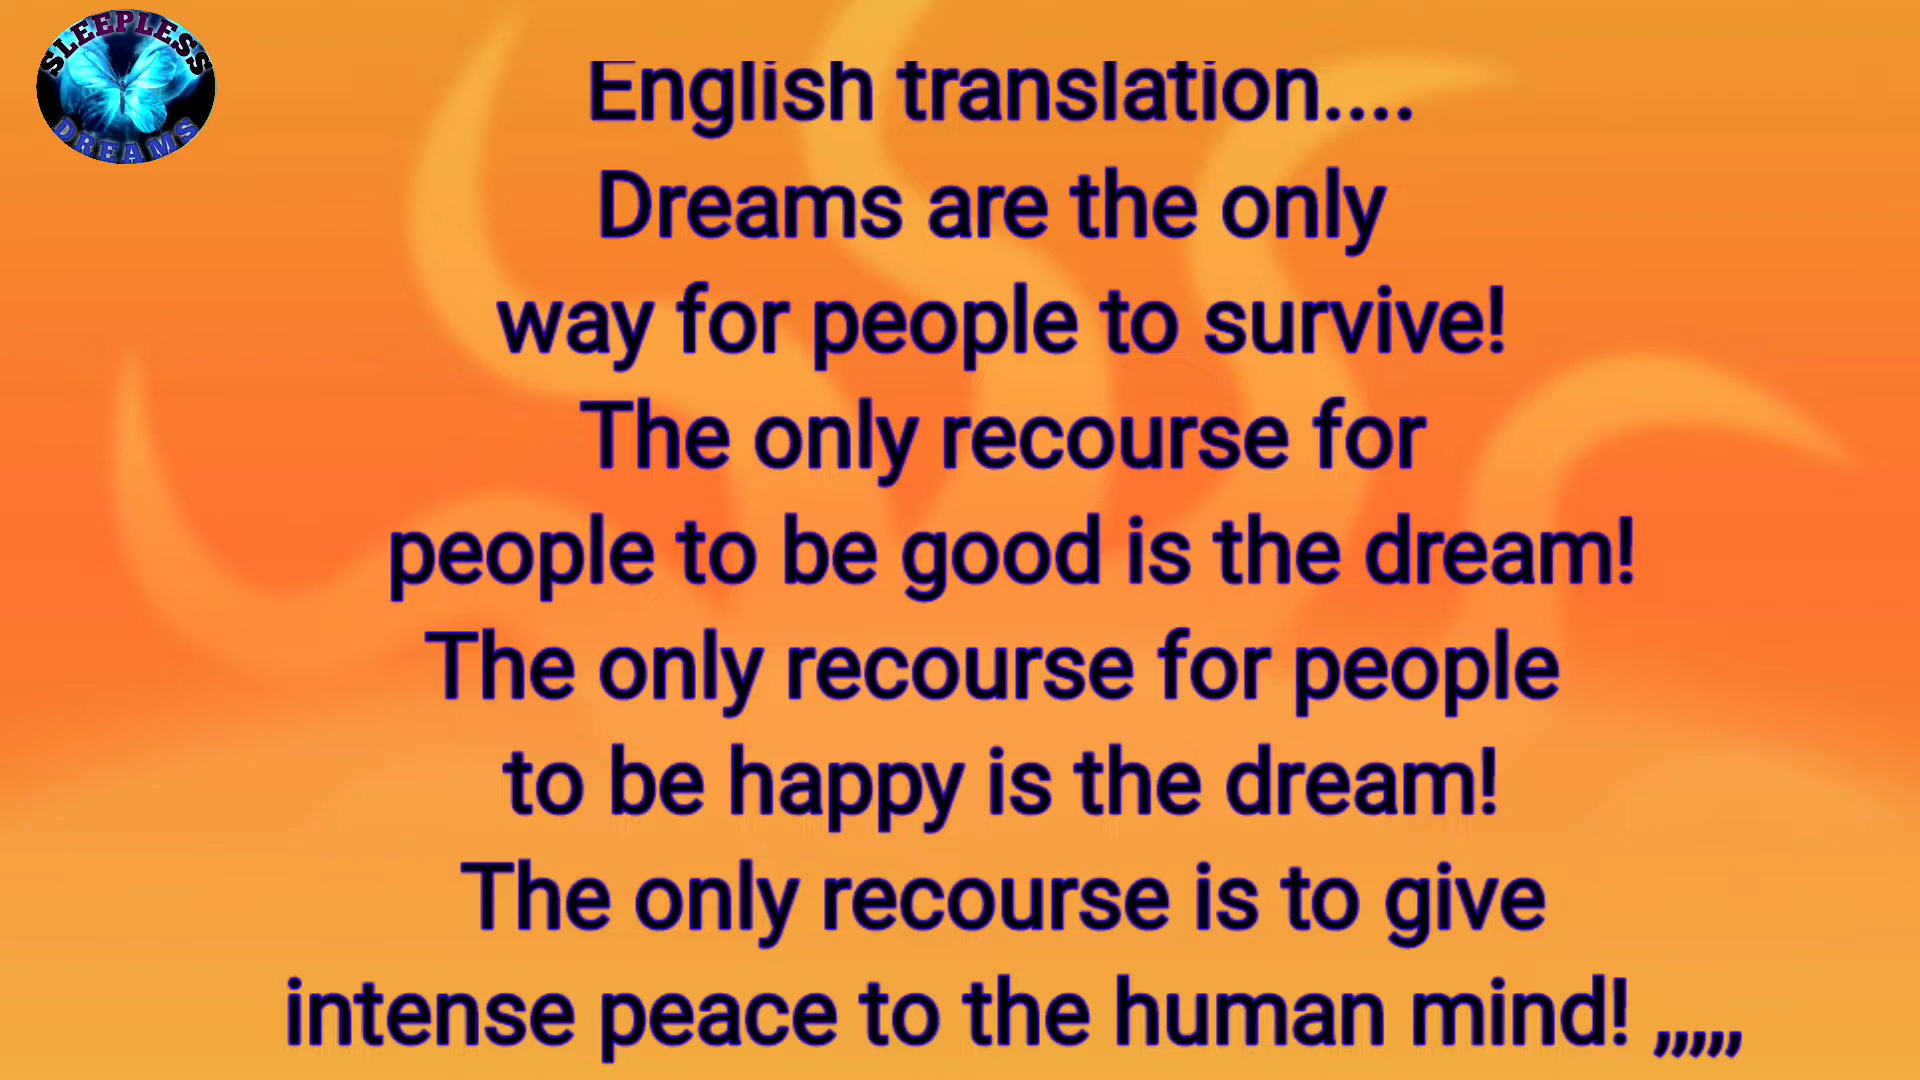 SLEEPLESS
DREAMS
English translation....
Dreams are the only
way for people to survive!
The only recourse for
people to be good is the dream!
The only recourse for people
to be happy is the dream!
The only recourse is to give
intense peace to the human mind! ,,,,,